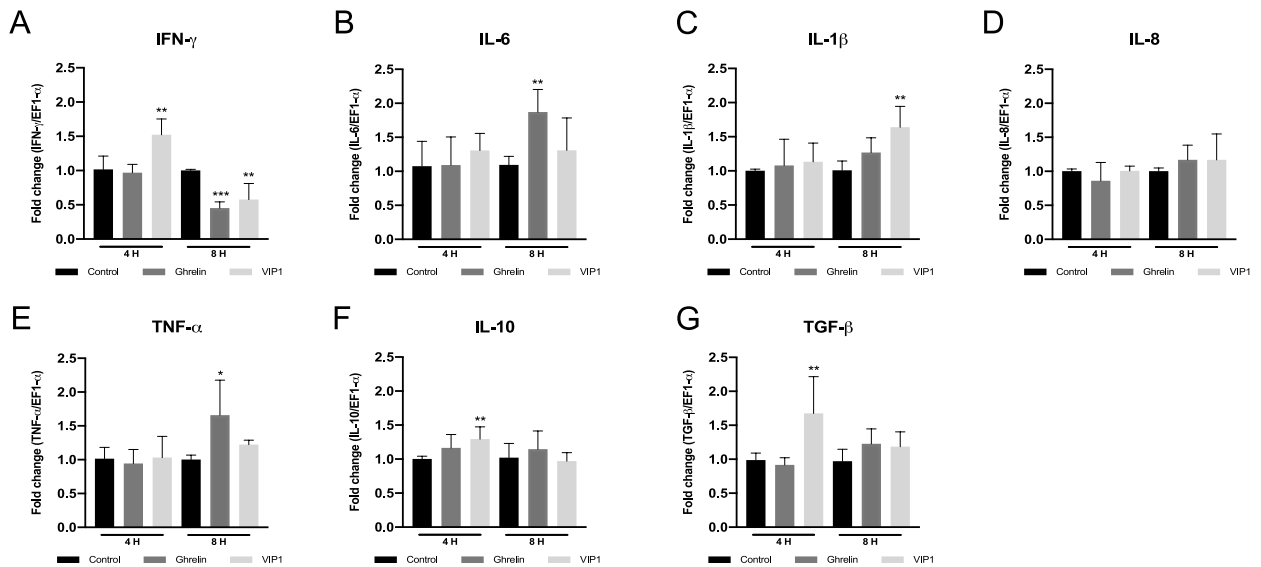 A
IFN-γ
Fold change (IFN-γ/EF1-α)
2.5
2.0
1.5
1.0
0.5
0.0
**
***
**
4 H
8 H
Control Ghrelin VIP1
B
IL-6
Fold change (IL-6/EF1-α)
2.5
2.0
1.5
1.0
0.5
0.0
**
4 H
8 H
Control Ghrelin VIP1
C
IL-1β
Fold change (IL-1β/EF1-α)
2.5
2.0
1.5
1.0
0.5
0.0
**
4 H
8 H
Control Ghrelin VIP1
D
IL-8
Fold change (IL-8/EF1-α)
2.5
2.0
1.5
1.0
0.5
0.0
4 H
8 H
Control Ghrelin VIP1
E
TNF-α
Fold change (TNF-α/EF1-α)
2.5
2.0
1.5
1.0
0.5
0.0
*
4 H
8 H
Control Ghrelin VIP1
F
IL-10
Fold change (IL-10/EF1-α)
2.5
2.0
1.5
1.0
0.5
0.0
**
4 H
8 H
Control Ghrelin VIP1
G
TGF-β
Fold change (TGF-β/EF1-α)
2.5
2.0
1.5
1.0
0.5
0.0
**
4 H
8 H
Control Ghrelin VIP1